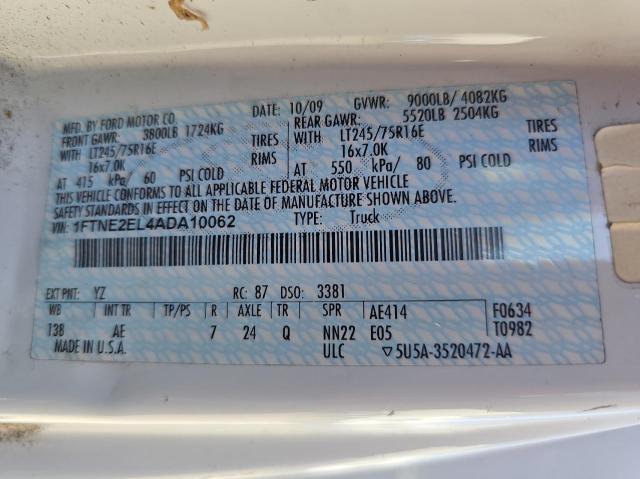 MFD. BY FORD MOTOR CO. DATE: 10/09 GVWR: 9000LB/ 4082KG
FRONT GAWR: 3800LB 1724KG REAR GAWR: 5520LB 2504KG
WITH LT245/75R16E TIRES WITH LT245/75R16E TIRES
16x7.0K RIMS 16x7.0K RIMS
AT 415 kPa/ 60 PSI COLD AT 550 kPa/ 80 PSI COLD
THIS VEHICLE CONFORMS TO ALL APPLICABLE FEDERAL MOTOR VEHICLE
SAFETY STANDARDS IN EFFECT ON THE DATE OF MANUFACTURE SHOWN ABOVE.
VIN: 1FTNE2EL4ADA10062 TYPE: Truck
EXT PNT: YZ RC: 87 DSO: 3381
WB INT TR TP/PS R AXLE TR SPR AE414 F0634
138 AE 7 24 Q NN22 E05 T0982
MADE IN U.S.A. ULC ▽5U5A-3520472-AA